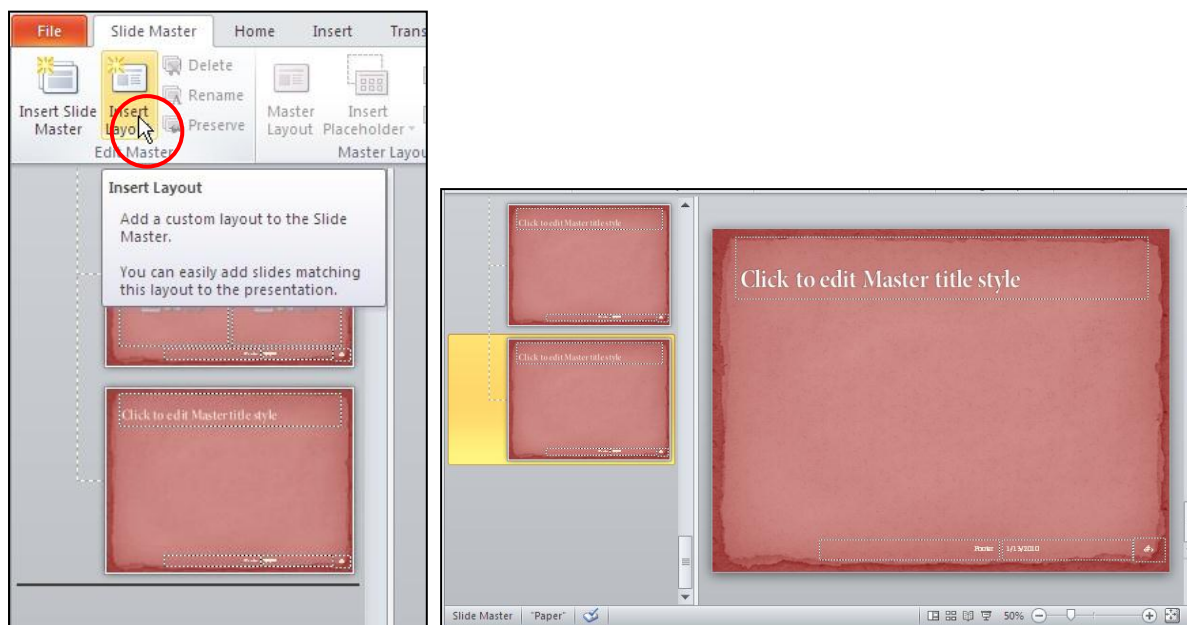 File Slide Master Home Insert Trans
Insert Slide Master
Insert Layout
Delete
Rename
Preserve
Master Layout
Insert Placeholder
Edit Master
Master Layou
Insert Layout
Add a custom layout to the Slide
Master.
You can easily add slides matching
this layout to the presentation.
Click to edit Master title style
Click to edit Master title style
Click to edit Master title style
Click to edit Master title style
Footer 1/13/2010
Slide Master "Paper" 50%